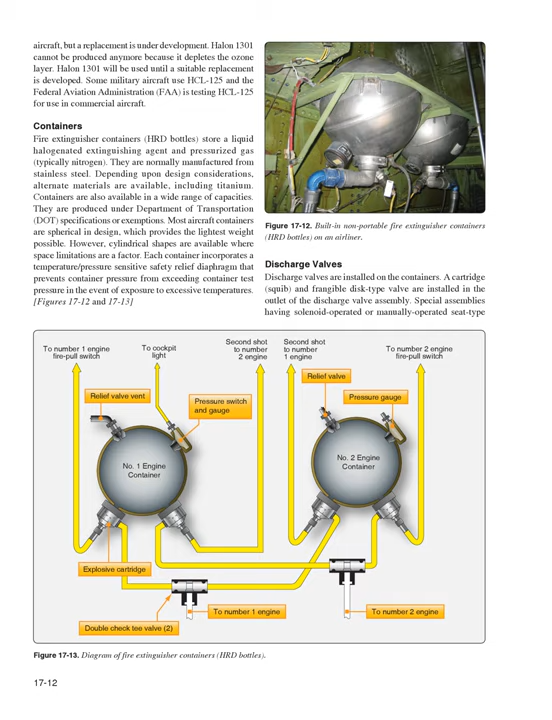 aircraft, but a replacement is under development. Halon 1301
cannot be produced anymore because it depletes the ozone
layer. Halon 1301 will be used until a suitable replacement
is developed. Some military aircraft use HCL-125 and the
Federal Aviation Administration (FAA) is testing HCL-125
for use in commercial aircraft.
Containers
Fire extinguisher containers (HRD bottles) store a liquid
halogenated extinguishing agent and pressurized gas
(typically nitrogen). They are normally manufactured from
stainless steel. Depending upon design considerations,
alternate materials are available, including titanium.
Containers are also available in a wide range of capacities.
They are produced under Department of Transportation
(DOT) specifications or exemptions. Most aircraft containers
are spherical in design, which provides the lightest weight
possible. However, cylindrical shapes are available where
space limitations are a factor. Each container incorporates a
temperature/pressure sensitive safety relief diaphragm that
prevents container pressure from exceeding container test
pressure in the event of exposure to excessive temperatures.
[Figures 17-12 and 17-13]
Figure 17-12. Built-in non-portable fire extinguisher containers
(HRD bottles) on an airliner.
Discharge Valves
Discharge valves are installed on the containers. A cartridge
(squib) and frangible disk-type valve are installed in the
outlet of the discharge valve assembly. Special assemblies
having solenoid-operated or manually-operated seat-type
To number 1 engine
fire-pull switch
To cockpit
light
Second shot
to number
2 engine
Second shot
to number
1 engine
To number 2 engine
fire-pull switch
Relief valve vent
Pressure switch
and gauge
Relief valve
Pressure gauge
No. 1 Engine
Container
No. 2 Engine
Container
Explosive cartridge
Double check tee valve (2)
To number 1 engine
To number 2 engine
Figure 17-13. Diagram of fire extinguisher containers (HRD bottles).
17-12